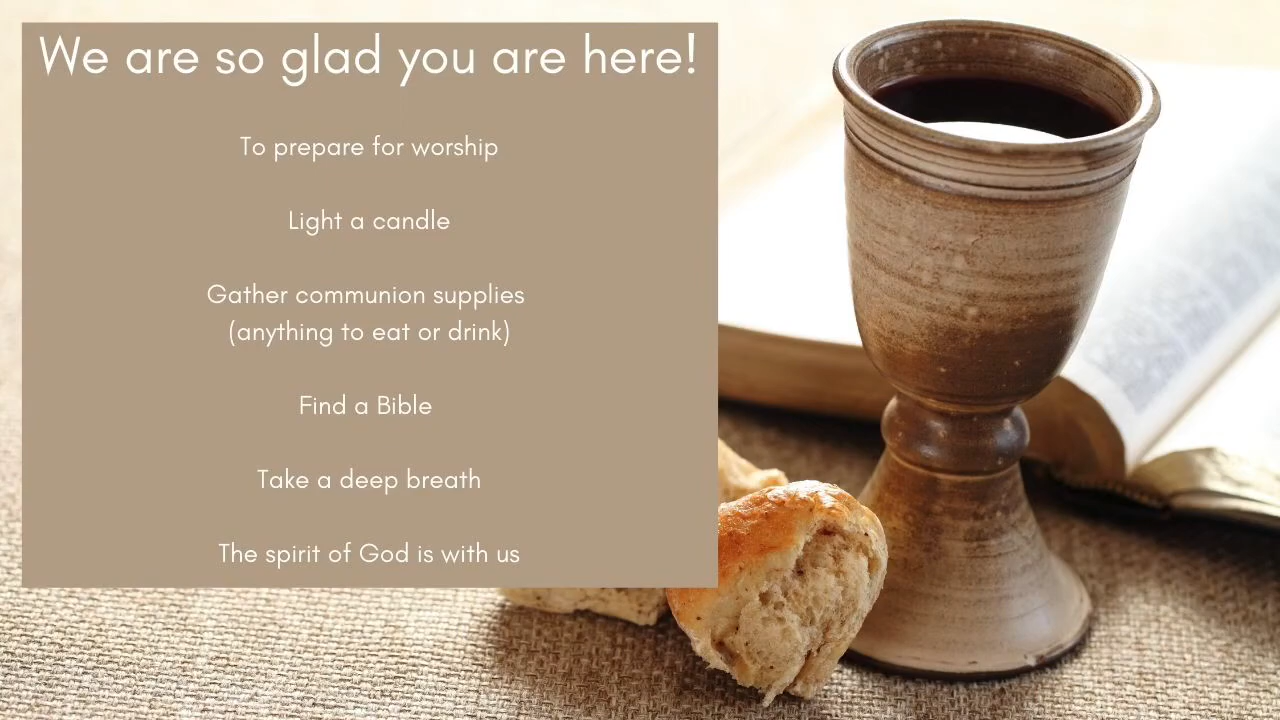 We are so glad you are here!
To prepare for worship
Light a candle
Gather communion supplies
(anything to eat or drink)
Find a Bible
Take a deep breath
The spirit of God is with us